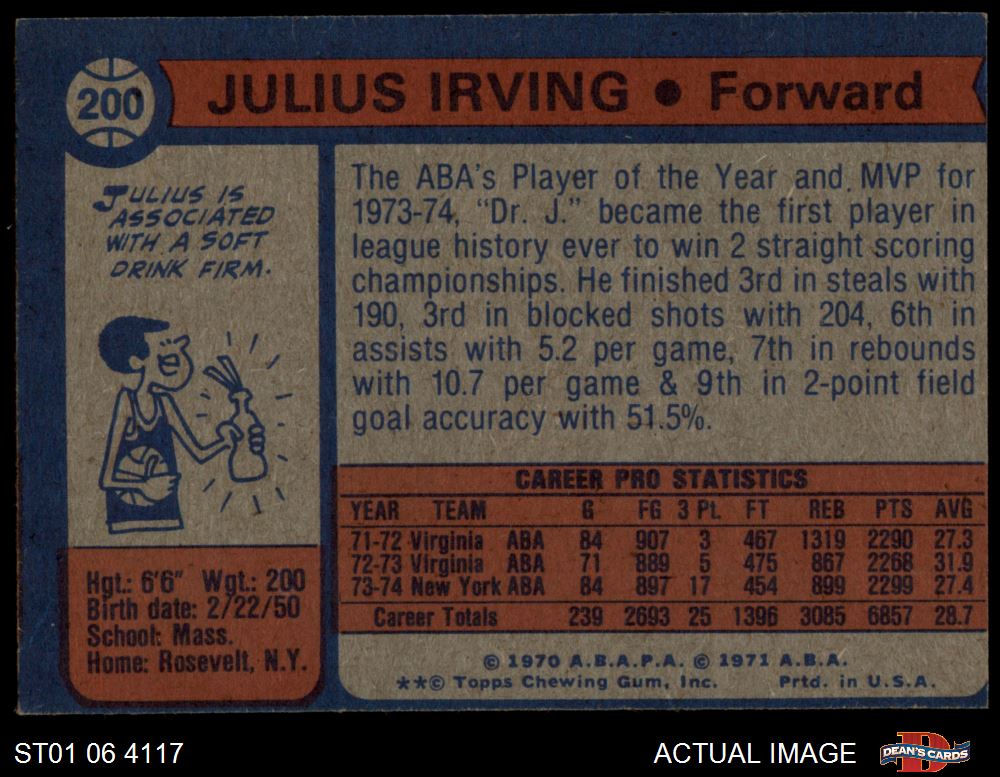 200
JULIUS IRVING ● Forward
JULIUS IS
ASSOCIATED
WITH A SOFT
DRINK FIRM.
The ABA's Player of the Year and MVP for
1973-74, "Dr. J." became the first player in
league history ever to win 2 straight scoring
championships. He finished 3rd in steals with
190, 3rd in blocked shots with 204, 6th in
assists with 5.2 per game, 7th in rebounds
with 10.7 per game & 9th in 2-point field
goal accuracy with 51.5%.
Hgt.: 6'6" Wgt.: 200
Birth date: 2/22/50
School: Mass.
Home: Rosevelt, N.Y.
CAREER PRO STATISTICS
YEAR TEAM G FG 3 Pt. FT REB PTS AVG
71-72 Virginia ABA 84 907 3 467 1319 2290 27.3
72-73 Virginia ABA 71 889 5 475 867 2268 31.9
73-74 New York ABA 84 897 17 454 899 2299 27.4
Career Totals 239 2693 25 1396 3085 6857 28.7
© 1970 A.B.A.P.A. © 1971 A.B.A.
**© Topps Chewing Gum, Inc. Prtd. in U.S.A.
ST01 06 4117
ACTUAL IMAGE
D
DEAN'S CARDS